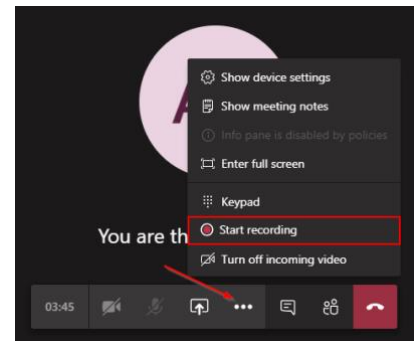 Show device settings
Show meeting notes
Info pane is disabled by policies
Enter full screen
Keypad
Start recording
Turn off incoming video
You are th
03:45